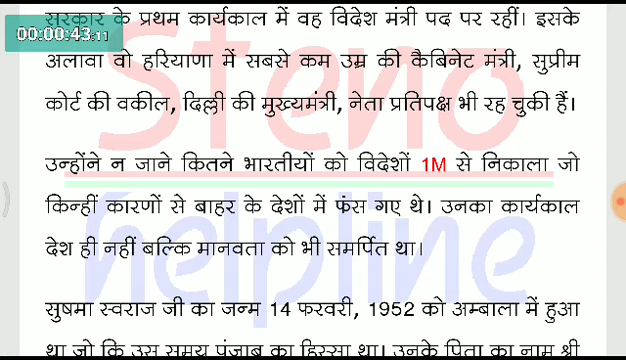 सरकार के प्रथम कार्यकाल में वह विदेश मंत्री पद पर रहीं। इसके
00:00:43
अलावा वो हरियाणा में सबसे कम उम्र की कैबिनेट मंत्री, सुप्रीम
कोर्ट की वकील, दिल्ली की मुख्यमंत्री, नेता प्रतिपक्ष भी रह चुकी हैं।
उन्होंने न जाने कितने भारतीयों को विदेशों 1M से निकाला जो
किन्हीं कारणों से बाहर के देशों में फंस गए थे। उनका कार्यकाल
देश ही नहीं बल्कि मानवता को भी समर्पित था।
सुषमा स्वराज जी का जन्म 14 फरवरी, 1952 को अम्बाला में हुआ
था जो कि उस समय पंजाब का हिस्सा था। उनके पिता का नाम श्री
Steno
helpline